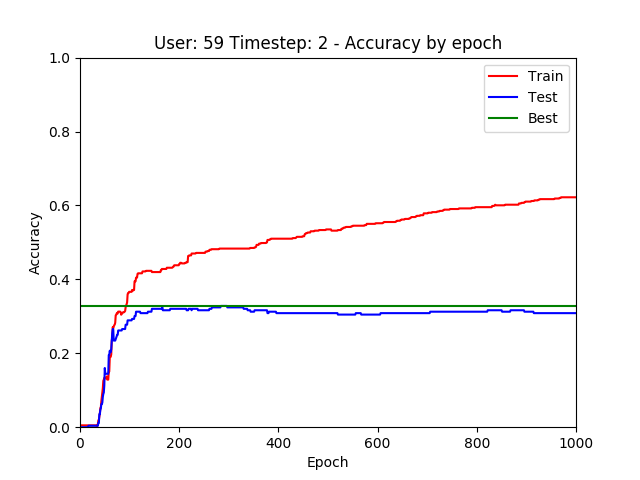 User: 59 Timestep: 2 - Accuracy by epoch
1.0
0.8
0.6
0.4
0.2
0.0
Accuracy
Train
Test
Best
0 200 400 600 800 1000
Epoch